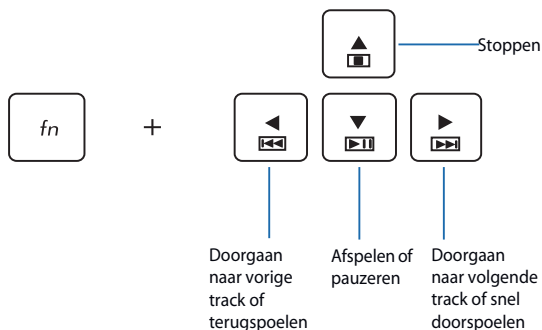 Stoppen
fn
+
Doorgaan
naar vorige
track of
terugspoelen
Afspelen of
pauzeren
Doorgaan
naar volgende
track of snel
doorspoelen